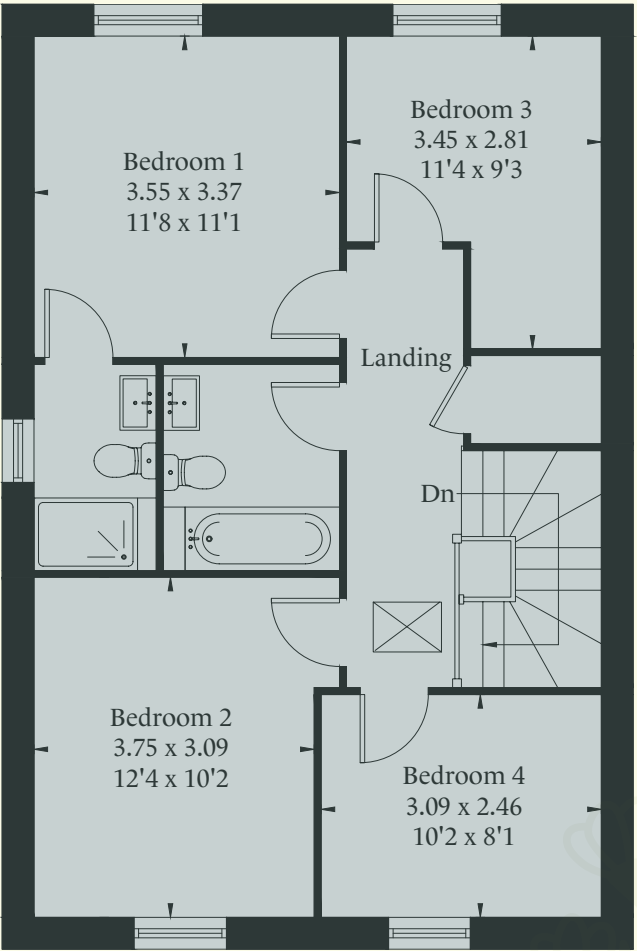 Bedroom 1
3.55 x 3.37
11'8 x 11'1
Bedroom 3
3.45 x 2.81
11'4 x 9'3
Landing
Dn
Bedroom 2
3.75 x 3.09
12'4 x 10'2
Bedroom 4
3.09 x 2.46
10'2 x 8'1